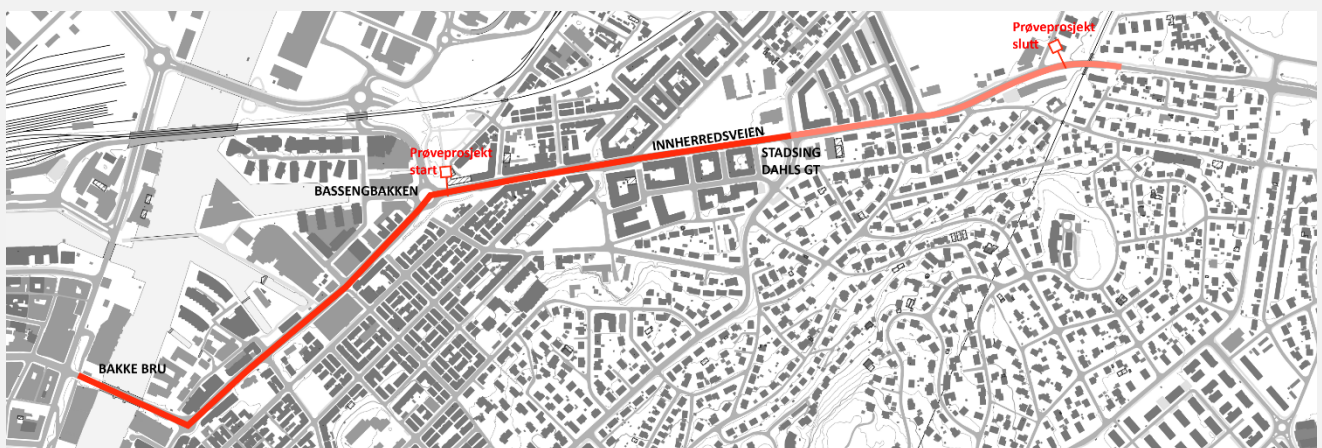 Prøveprosjekt
slutt
INNHERREDSVEIEN
Prøveprosjekt
start
STADSING
DAHLS GT
BASSENGBAKKEN
BAKKE BRU